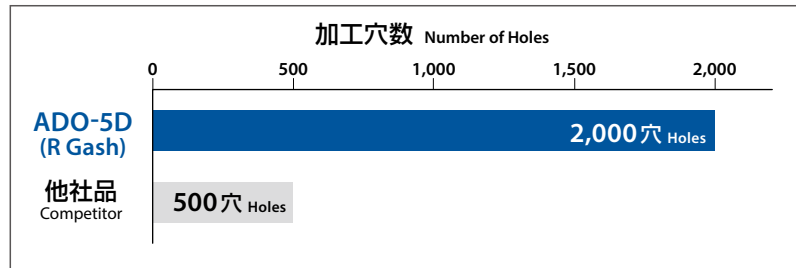 加工穴数 Number of Holes
0 500 1,000 1,500 2,000
ADO-5D
(R Gash)
2,000穴 Holes
他社品
Competitor
500穴 Holes